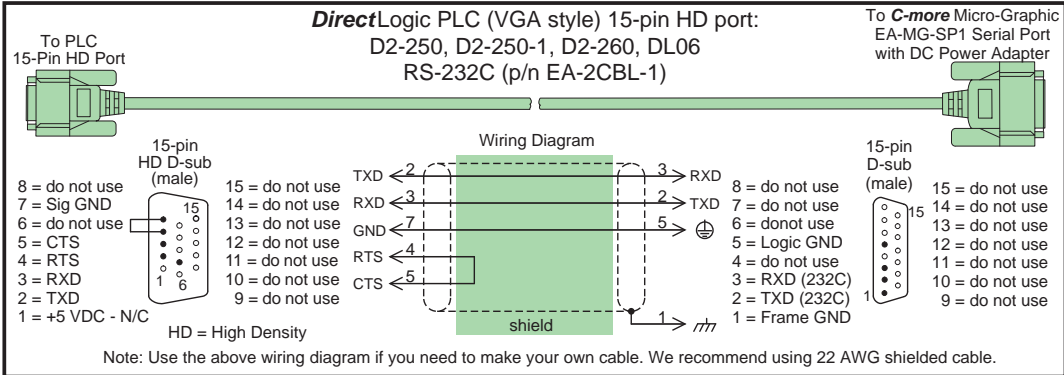 DirectLogic PLC (VGA style) 15-pin HD port:
D2-250, D2-250-1, D2-260, DL06
RS-232C (p/n EA-2CBL-1)
To PLC
15-Pin HD Port
To C-more Micro-Graphic
EA-MG-SP1 Serial Port
with DC Power Adapter
15-pin
HD D-sub
(male)
8 = do not use
7 = Sig GND
6 = do not use
5 = CTS
4 = RTS
3 = RXD
2 = TXD
1 = +5 VDC - N/C
15
1
6
15 = do not use
14 = do not use
13 = do not use
12 = do not use
11 = do not use
10 = do not use
9 = do not use
HD = High Density
Wiring Diagram
TXD 2 3 RXD
RXD 3 2 TXD
GND 7 5
RTS 4
CTS 5
shield
1
15-pin
D-sub
(male)
8 = do not use
7 = do not use
6 = donot use
5 = Logic GND
4 = do not use
3 = RXD (232C)
2 = TXD (232C)
1 = Frame GND
15
1
15 = do not use
14 = do not use
13 = do not use
12 = do not use
11 = do not use
10 = do not use
9 = do not use
Note: Use the above wiring diagram if you need to make your own cable. We recommend using 22 AWG shielded cable.